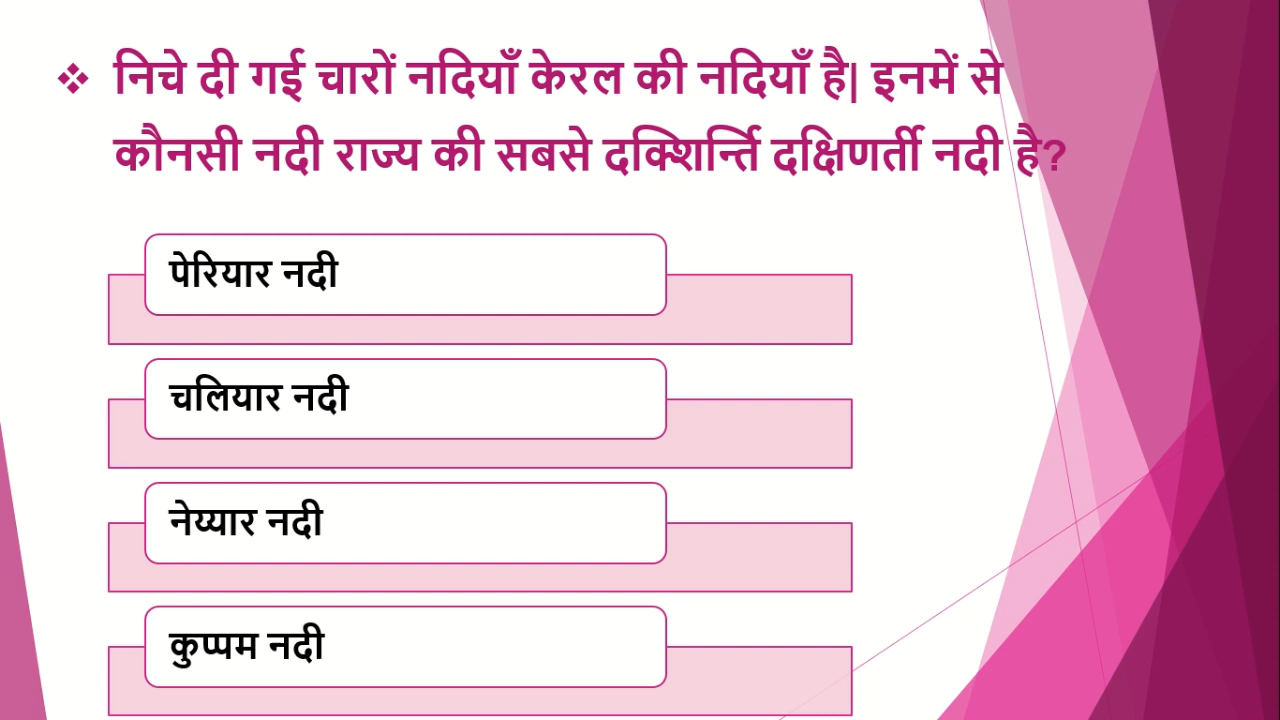 ❖ निचे दी गई चारों नदियाँ केरल की नदियाँ है| इनमें से
कौनसी नदी राज्य की सबसे दक्शिर्न्ति दक्षिणर्ती नदी है?
पेरियार नदी
चलियार नदी
नेय्यार नदी
कुप्पम नदी